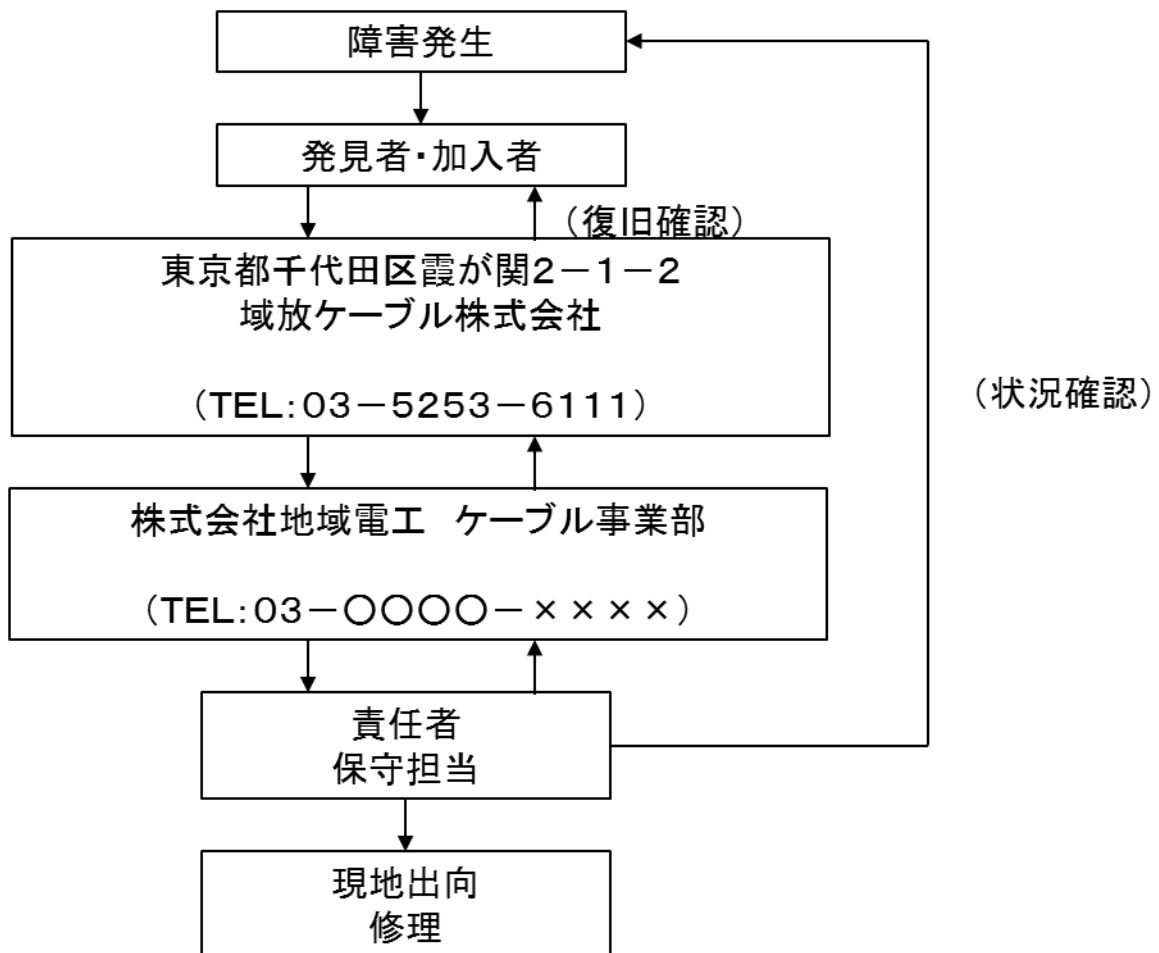 障害発生
発見者・加入者
（復旧確認）
東京都千代田区霞が関２－１－２
域放ケーブル株式会社
（TEL：０３－５２５３－６１１１）
（状況確認）
株式会社地域電工　ケーブル事業部
（TEL：０３－〇〇〇〇－××××）
責任者
保守担当
現地出向
修理